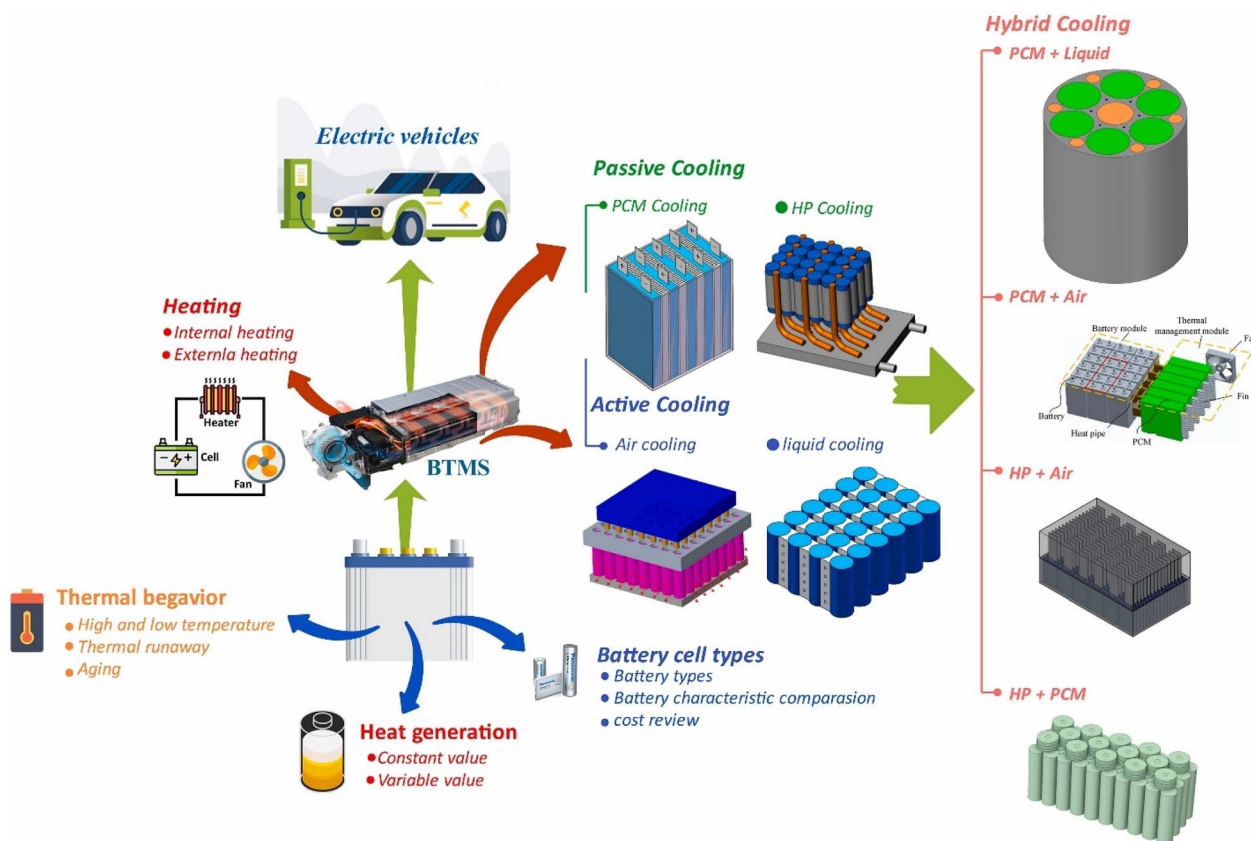 Hybrid Cooling
PCM + Liquid
Electric vehicles
Passive Cooling
PCM Cooling
HP Cooling
Heating
Internal heating
Externla heating
Heater
Cell
Fan
BTMS
Active Cooling
Air cooling
liquid cooling
PCM + Air
Battery module
Thermal
management module
Fa
Fin
Battery
Heat pipe
PCM
HP + Air
Thermal begavior
High and low temperature
Thermal runaway
Aging
Battery cell types
Battery types
Battery characteristic comparasion
cost review
Heat generation
Constant value
Variable value
HP + PCM